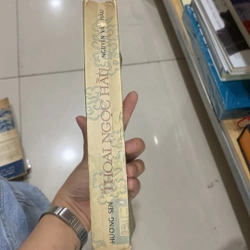 NGUYỄN VĂN HẦU
THOẠI NGỌC HẦU
HƯƠNG SEN